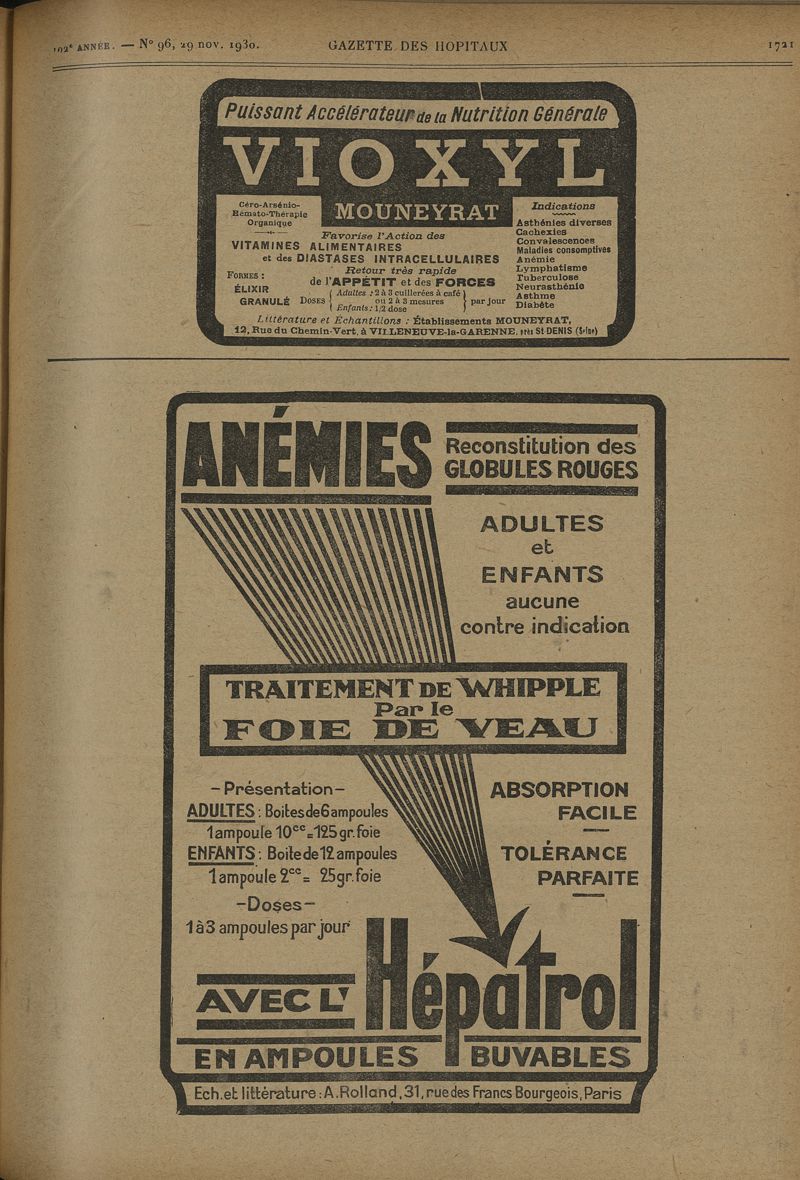 102e ANNÉE. — No 96, 29 nov. 1930.
GAZETTE DES HOPITAUX
1721
Puissant Accélérateur de la Nutrition Générale
VIOXYL
MOUNEYRAT
Céro-Arsénio-
Hémato-Thérapie
Organique
Favorise l'Action des
VITAMINES ALIMENTAIRES
et des DIASTASES INTRACELLULAIRES
Retour très rapide
de l'APPÉTIT et des FORCES
FORMES :
ÉLIXIR
GRANULÉ
DOSES
Adultes : 2 à 3 cuillerées à café
ou 2 à 3 mesures
Enfants : 1/2 dose
par jour
Indications
Asthénies diverses
Cachexies
Convalescences
Maladies consomptives
Anémie
Lymphatisme
Tuberculose
Neurasthénie
Asthme
Diabète
Littérature et Échantillons : Établissements MOUNEYRAT,
12, Rue du Chemin-Vert, à VILLENEUVE-la-GARENNE, près St-DENIS (Seine)
ANÉMIES
Reconstitution des
GLOBULES ROUGES
ADULTES
et
ENFANTS
aucune
contre indication
TRAITEMENT DE WHIPPLE
Par le
FOIE DE VEAU
-Présentation-
ADULTES : Boites de 6 ampoules
1 ampoule 10cc = 125 gr. foie
ENFANTS : Boite de 12 ampoules
1 ampoule 2cc = 25 gr. foie
-Doses-
1 à 3 ampoules par jour
ABSORPTION
FACILE
TOLÉRANCE
PARFAITE
AVEC L'
Hépatrol
EN AMPOULES BUVABLES
Ech. et littérature : A. Rolland, 31, rue des Francs Bourgeois, Paris